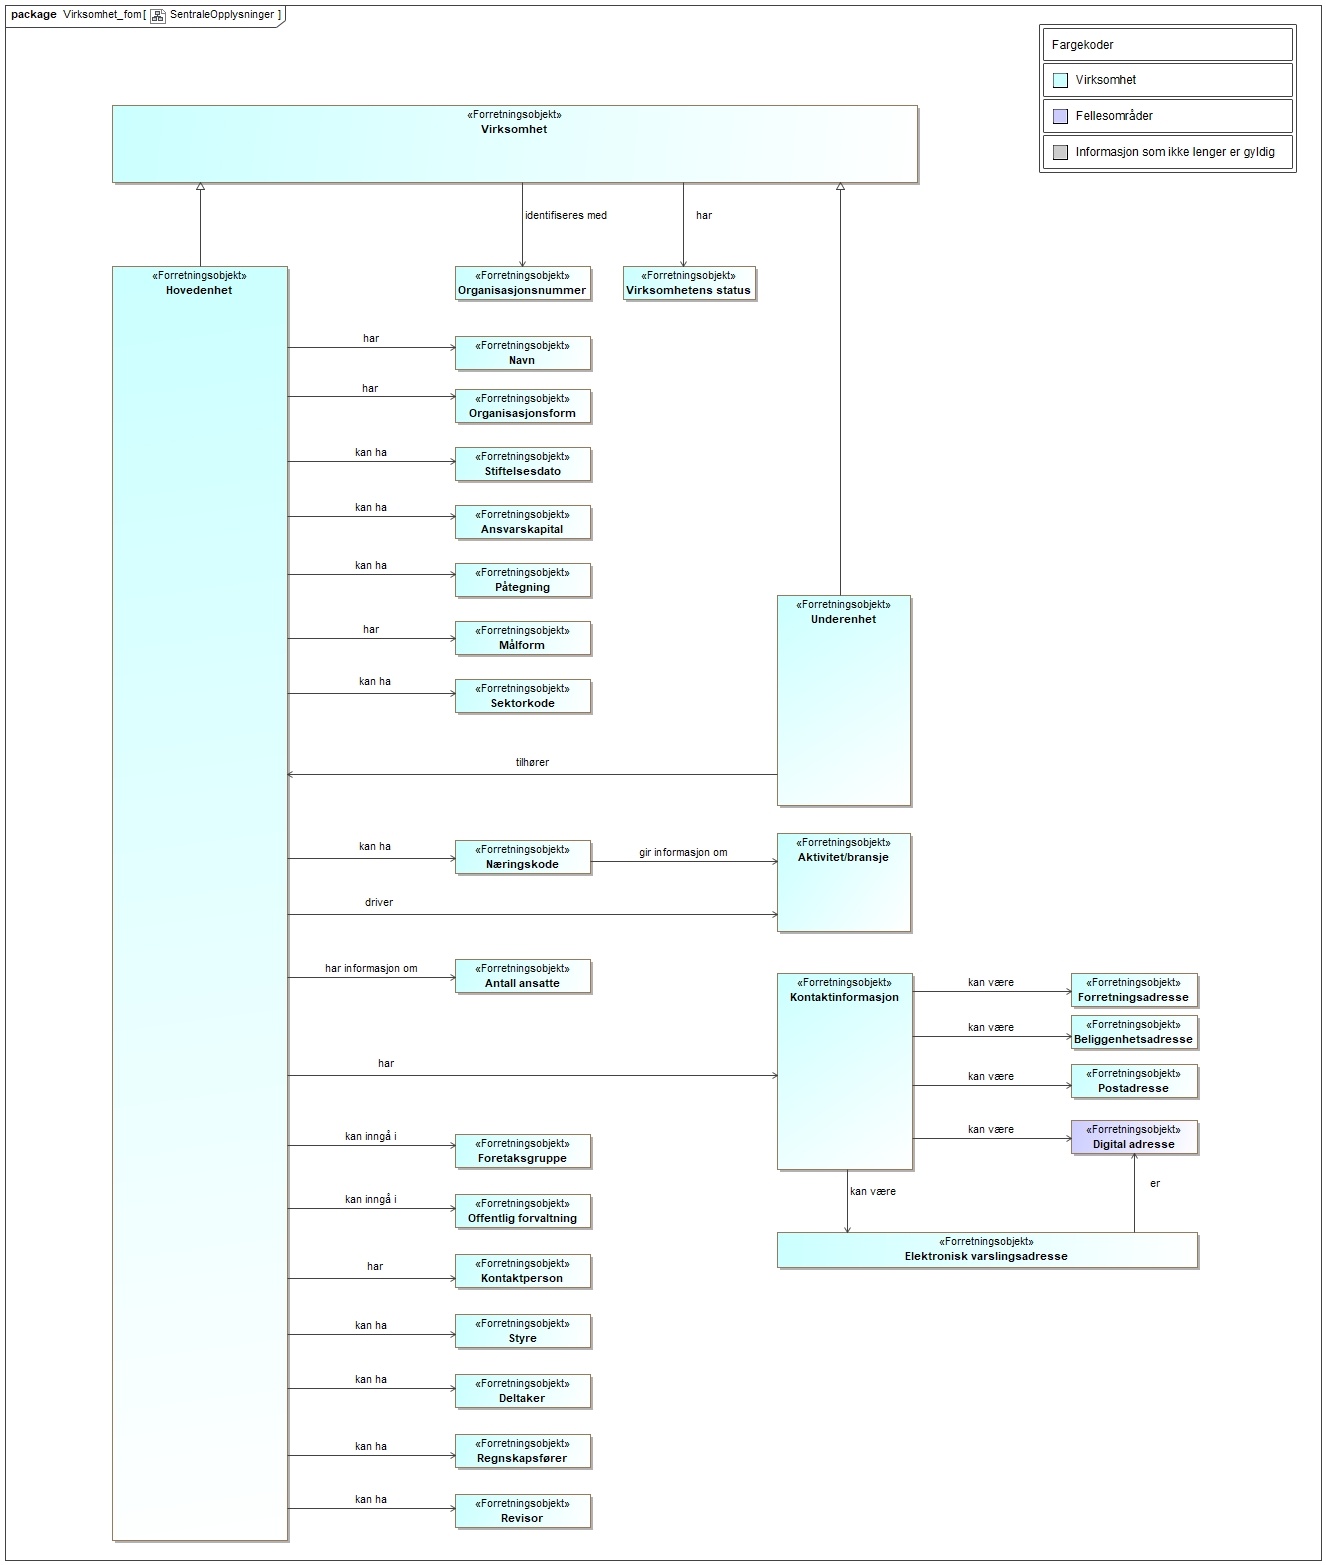 package Virksomhet_fom [ SentraleOpplysninger ]
Fargekoder
Virksomhet
Fellesområder
Informasjon som ikke lenger er gyldig
«Forretningsobjekt»
Virksomhet
identifiseres med
har
«Forretningsobjekt»
Hovedenhet
«Forretningsobjekt»
Organisasjonsnummer
«Forretningsobjekt»
Virksomhetens status
har
«Forretningsobjekt»
Navn
har
«Forretningsobjekt»
Organisasjonsform
kan ha
«Forretningsobjekt»
Stiftelsesdato
kan ha
«Forretningsobjekt»
Ansvarskapital
kan ha
«Forretningsobjekt»
Påtegning
«Forretningsobjekt»
Underenhet
har
«Forretningsobjekt»
Målform
kan ha
«Forretningsobjekt»
Sektorkode
tilhører
kan ha
«Forretningsobjekt»
Næringskode
gir informasjon om
«Forretningsobjekt»
Aktivitet/bransje
driver
har informasjon om
«Forretningsobjekt»
Antall ansatte
har
«Forretningsobjekt»
Kontaktinformasjon
kan være
«Forretningsobjekt»
Forretningsadresse
kan være
«Forretningsobjekt»
Beliggenhetsadresse
kan være
«Forretningsobjekt»
Postadresse
kan være
«Forretningsobjekt»
Digital adresse
kan være
er
«Forretningsobjekt»
Elektronisk varslingsadresse
kan inngå i
«Forretningsobjekt»
Foretaksgruppe
kan inngå i
«Forretningsobjekt»
Offentlig forvaltning
har
«Forretningsobjekt»
Kontaktperson
kan ha
«Forretningsobjekt»
Styre
kan ha
«Forretningsobjekt»
Deltaker
kan ha
«Forretningsobjekt»
Regnskapsfører
kan ha
«Forretningsobjekt»
Revisor